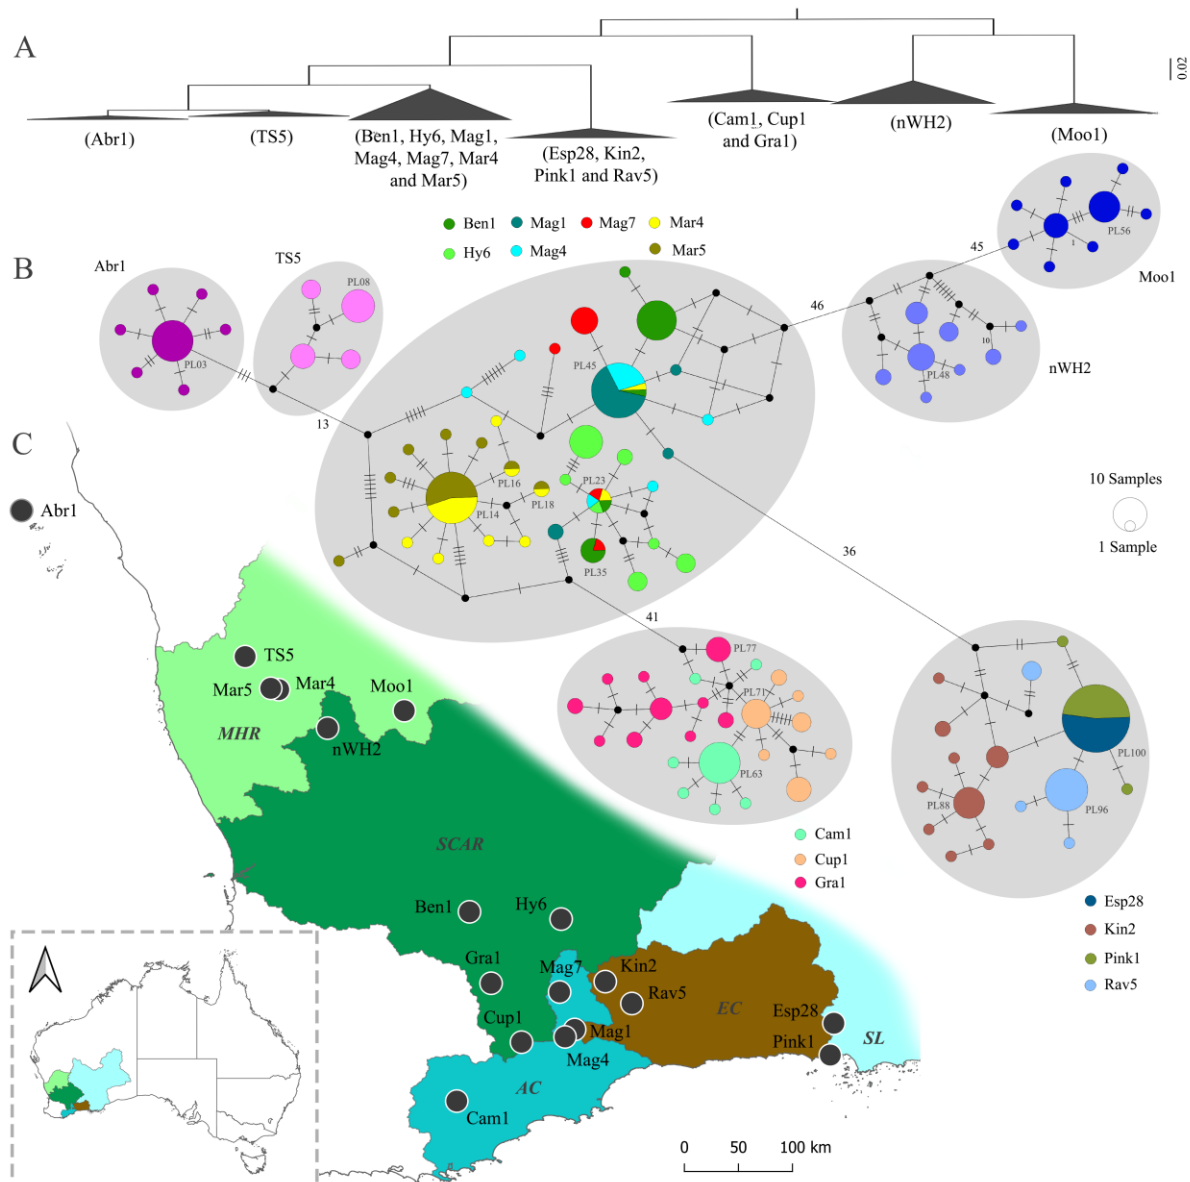 A
0.02
(Abr1)
(TS5)
(Ben1, Hy6, Mag1,
Mag4, Mag7, Mar4
and Mar5)
(Esp28, Kin2,
Pink1 and Rav5)
(Cam1, Cup1
and Gra1)
(nWH2)
(Moo1)
Ben1
Mag1
Mag7
Mar4
Hy6
Mag4
Mar5
B
Abr1
PL03
TS5
PL08
13
PL45
PL16
PL14
PL18
PL23
PL35
46
45
PL48
10
nWH2
1
PL56
Moo1
36
41
10 Samples
1 Sample
PL77
PL71
PL63
Cam1
Cup1
Gra1
PL100
PL88
PL96
Esp28
Kin2
Pink1
Rav5
C
Abr1
TS5
Mar5
Mar4
Moo1
nWH2
MHR
SCAR
Ben1
Hy6
Gra1
Mag7
Kin2
Rav5
Cup1
Mag1
Mag4
EC
Esp28
Pink1
SL
AC
Cam1
0 50 100 km